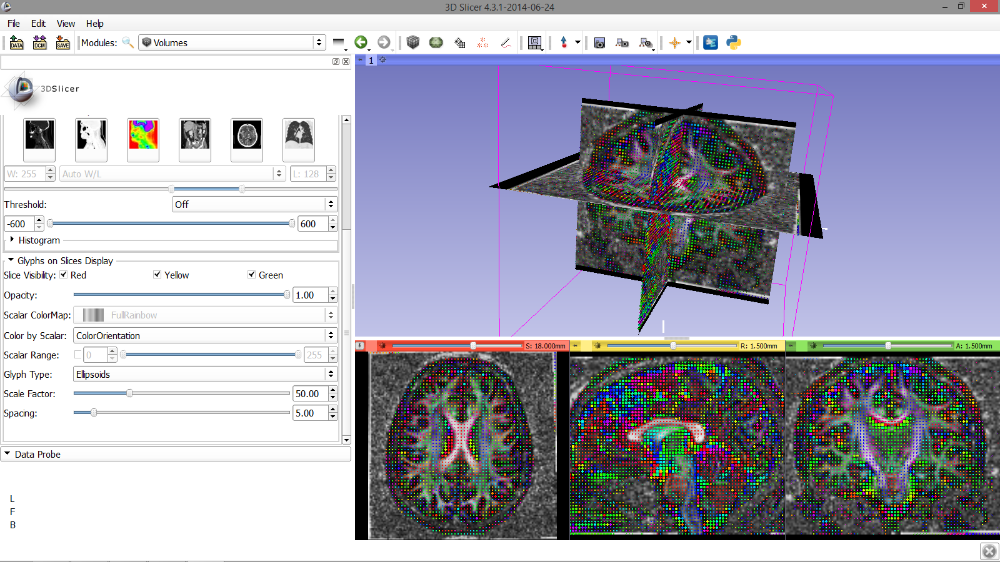 3D Slicer 4.3.1-2014-06-24
File Edit View Help
DATA DCM SAVE Modules: Volumes
1
3DSlicer
W: 255 Auto W/L L: 128
Threshold: Off
-600 600
Histogram
Glyphs on Slices Display
Slice Visibility: Red Yellow Green
Opacity: 1.00
Scalar ColorMap: FullRainbow
Color by Scalar: ColorOrientation
Scalar Range: 0 255
Glyph Type: Ellipsoids
Scale Factor: 50.00
Spacing: 5.00
Data Probe
L
F
B
S: 18.000mm
R: 1.500mm
A: 1.500mm